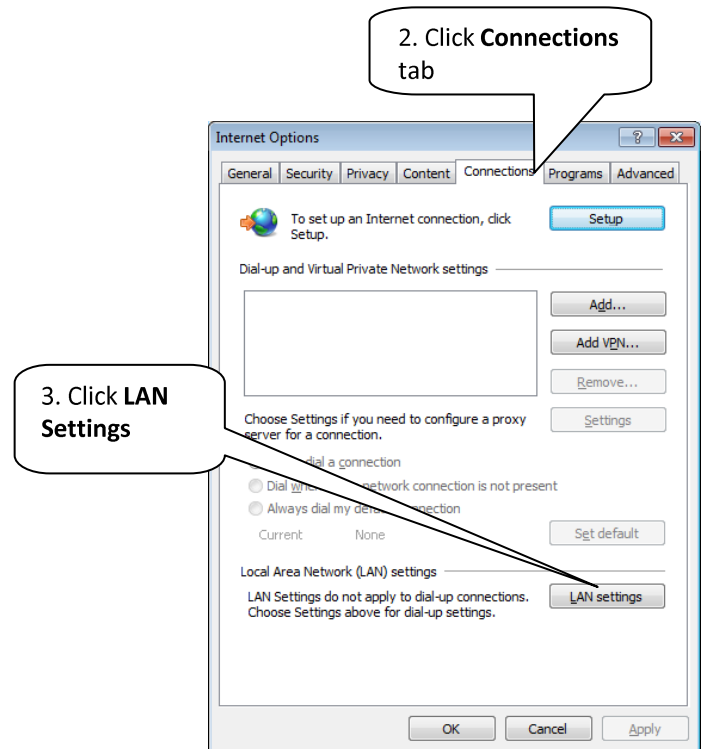 2. Click Connections
tab
Internet Options
General Security Privacy Content Connections Programs Advanced
To set up an Internet connection, click
Setup.
Setup
Dial-up and Virtual Private Network settings
Add...
Add VPN...
Remove...
3. Click LAN
Settings
Choose Settings if you need to configure a proxy
server for a connection.
Settings
dial a connection
Dial network connection is not present
Always dial my default connection
Current None
Set default
Local Area Network (LAN) settings
LAN Settings do not apply to dial-up connections.
Choose Settings above for dial-up settings.
LAN settings
OK Cancel Apply